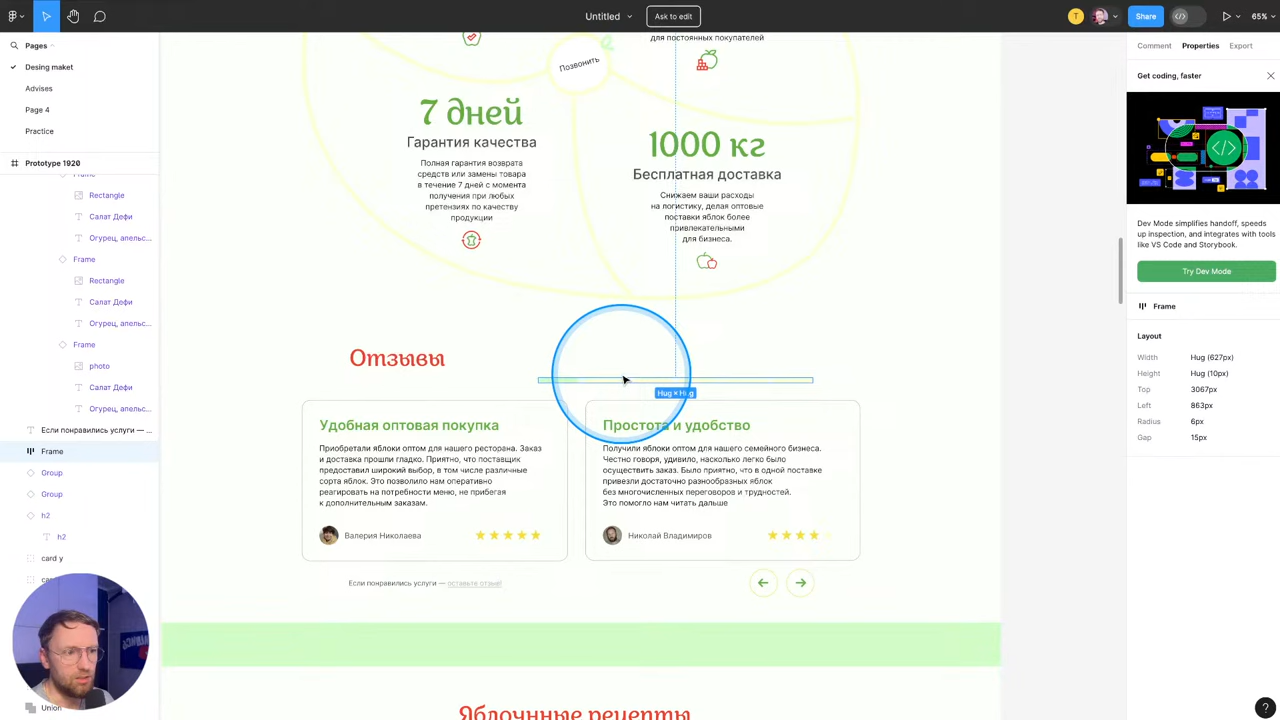 Untitled
Ask to edit
T
Share
65%
Pages
Desing maket
Advises
Page 4
Practice
Prototype 1920
Frame
Rectangle
Салат Дефи
Огурец, апельс...
Frame
Rectangle
Салат Дефи
Огурец, апельс...
Frame
photo
Салат Дефи
Огурец, апельс...
Если понравились услуги — ...
Frame
Group
Group
h2
h2
card y
Union
для постоянных покупателей
Позвонить
7 дней
Гарантия качества
Полная гарантия возврата
средств или замены товара
в течение 7 дней с момента
получения при любых
претензиях по качеству
продукции
1000 кг
Бесплатная доставка
Снижаем ваши расходы
на логистику, делая оптовые
поставки яблок более
привлекательными
для бизнеса.
Отзывы
Hug × Hug
Удобная оптовая покупка
Приобретали яблоки оптом для нашего ресторана. Заказ
и доставка прошли гладко. Приятно, что поставщик
предоставил широкий выбор, в том числе различные
сорта яблок. Это позволило нам оперативно
реагировать на потребности меню, не прибегая
к дополнительным заказам.
Валерия Николаева
Простота и удобство
Получили яблоки оптом для нашего семейного бизнеса.
Честно говоря, удивило, насколько легко было
осуществить заказ. Было приятно, что в одной поставке
привезли достаточно разнообразных яблок
без многочисленных переговоров и трудностей.
Это помогло нам читать дальше
Николай Владимиров
Если понравились услуги — оставьте отзыв!
Яблочнные рецепты
Comment
Properties
Export
Get coding, faster
Dev Mode simplifies handoff, speeds
up inspection, and integrates with tools
like VS Code and Storybook.
Try Dev Mode
Frame
Layout
Width Hug (627px)
Height Hug (10px)
Top 3067px
Left 863px
Radius 6px
Gap 15px
?